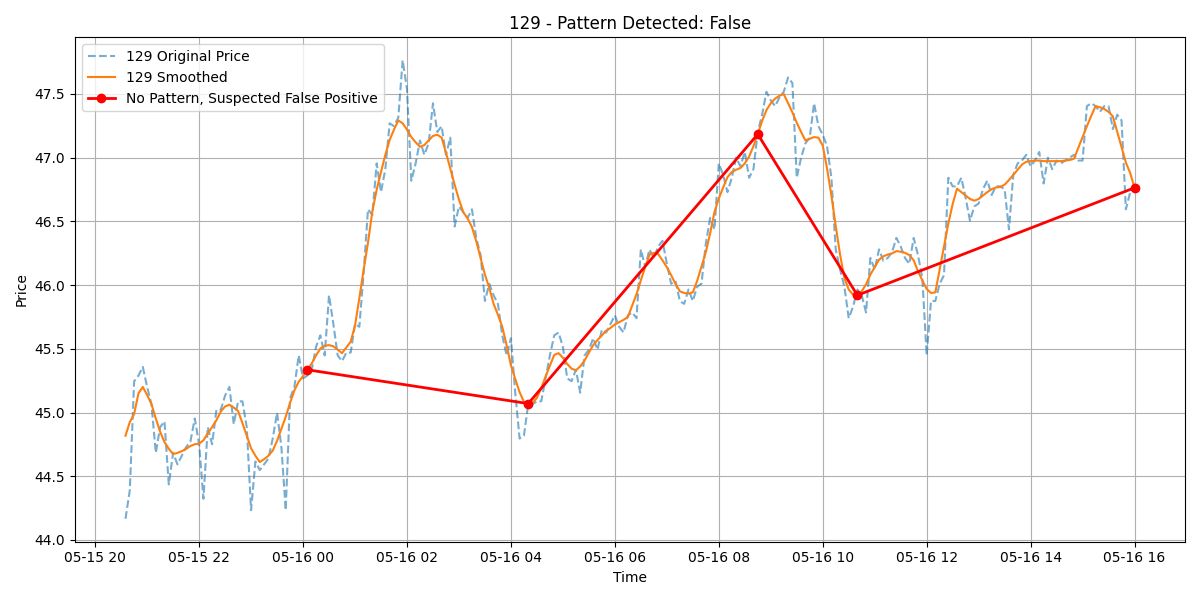 129 - Pattern Detected: False
129 Original Price
129 Smoothed
No Pattern, Suspected False Positive
Price
47.5
47.0
46.5
46.0
45.5
45.0
44.5
44.0
05-15 20 05-15 22 05-16 00 05-16 02 05-16 04 05-16 06 05-16 08 05-16 10 05-16 12 05-16 14 05-16 16
Time